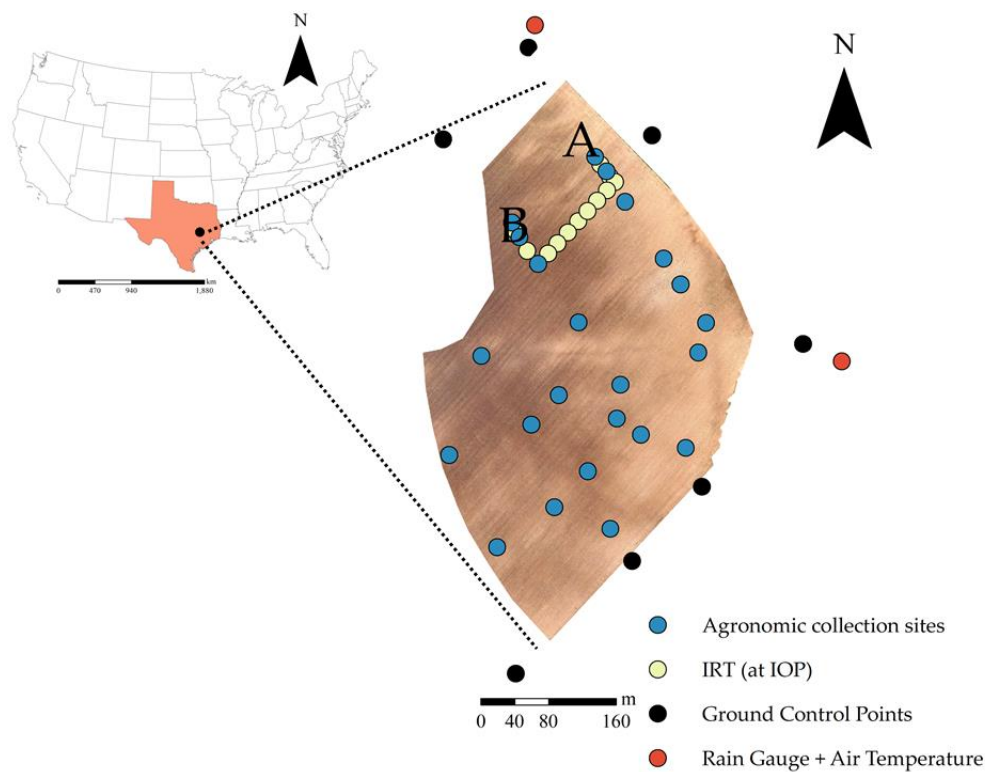 N
N
A
B
km
0 470 940 1,880
m
0 40 80 160
Agronomic collection sites
IRT (at IOP)
Ground Control Points
Rain Gauge + Air Temperature